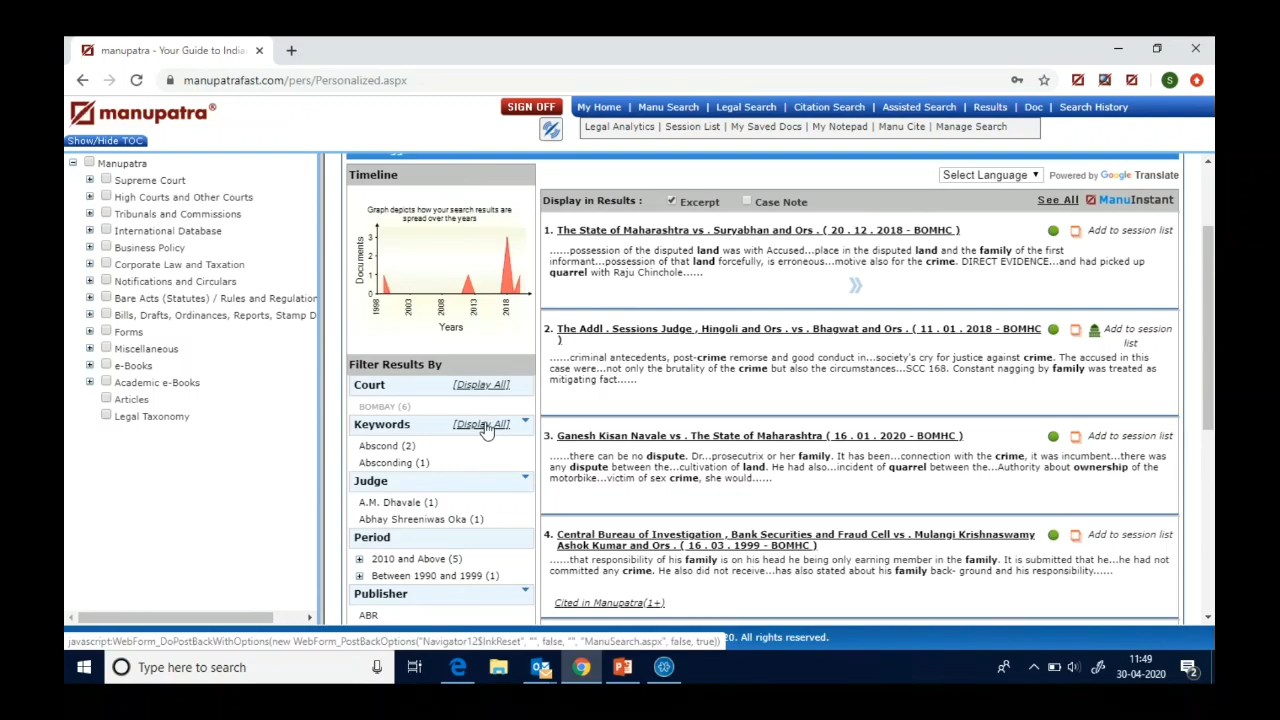 manupatra - Your Guide to India
manupatrafast.com/pers/Personalized.aspx
S
manupatra®
SIGN OFF
My Home | Manu Search | Legal Search | Citation Search | Assisted Search | Results | Doc | Search History
Legal Analytics | Session List | My Saved Docs | My Notepad | Manu Cite | Manage Search
Show/Hide TOC
Manupatra
Supreme Court
High Courts and Other Courts
Tribunals and Commissions
International Database
Business Policy
Corporate Law and Taxation
Notifications and Circulars
Bare Acts (Statutes) / Rules and Regulation
Bills, Drafts, Ordinances, Reports, Stamp D
Forms
Miscellaneous
e-Books
Academic e-Books
Articles
Legal Taxonomy
Timeline
Graph depicts how your search results are
spread over the years
Documents
3
2
1
0
1998
2003
2008
2013
2018
Years
Filter Results By
Court [Display All]
BOMBAY (6)
Keywords [Display All]
Abscond (2)
Absconding (1)
Judge
A.M. Dhavale (1)
Abhay Shreeniwas Oka (1)
Period
2010 and Above (5)
Between 1990 and 1999 (1)
Publisher
ABR
Select Language Powered by Google Translate
Display in Results : Excerpt Case Note See All ManuInstant
1. The State of Maharashtra vs . Suryabhan and Ors . ( 20 . 12 . 2018 - BOMHC ) Add to session list
......possession of the disputed land was with Accused...place in the disputed land and the family of the first
informant...possession of that land forcefully, is erroneous...motive also for the crime. DIRECT EVIDENCE...and had picked up
quarrel with Raju Chinchole......
2. The Addl . Sessions Judge , Hingoli and Ors . vs . Bhagwat and Ors . ( 11 . 01 . 2018 - BOMHC Add to session
) list
......criminal antecedents, post-crime remorse and good conduct in...society's cry for justice against crime. The accused in this
case were...not only the brutality of the crime but also the circumstances...SCC 168. Constant nagging by family was treated as
mitigating fact......
3. Ganesh Kisan Navale vs . The State of Maharashtra ( 16 . 01 . 2020 - BOMHC ) Add to session list
......there can be no dispute. Dr...prosecutrix or her family. It has been...connection with the crime, it was incumbent...there was
any dispute between the...cultivation of land. He had also...incident of quarrel between the...Authority about ownership of the
motorbike...victim of sex crime, she would......
4. Central Bureau of Investigation , Bank Securities and Fraud Cell vs . Mulangi Krishnaswamy Add to session list
Ashok Kumar and Ors . ( 16 . 03 . 1999 - BOMHC )
......that responsibility of his family is on his head he being only earning member in the family. It is submitted that he...he had not
committed any crime. He also did not receive...has also stated about his family back- ground and his responsibility......
Cited in Manupatra(1+)
javascript:WebForm_DoPostBackWithOptions(new WebForm_PostBackOptions("Navigator12$lnkReset", "", false, "", "ManuSearch.aspx", false, true)) 20. All rights reserved.
Type here to search
11:49
30-04-2020
2